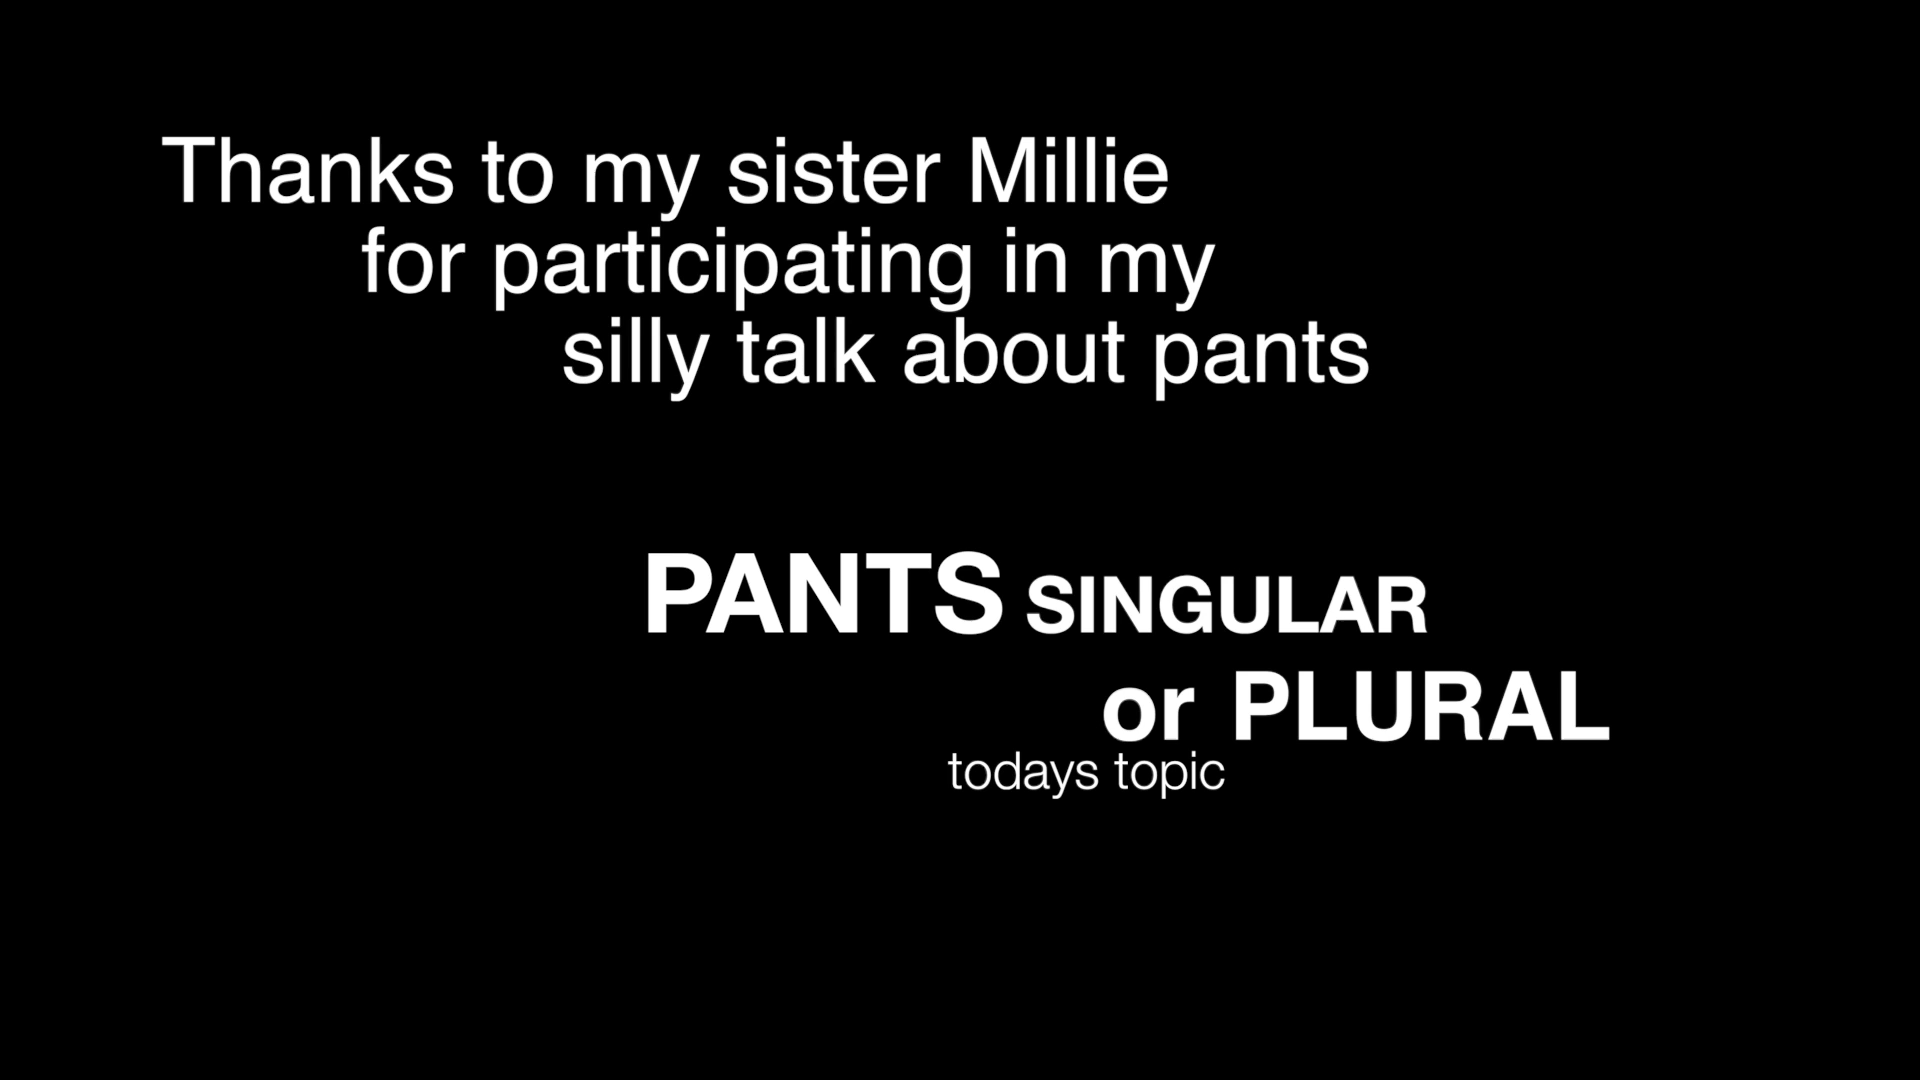 Thanks to my sister Millie
for participating in my
silly talk about pants
PANTS SINGULAR
or PLURAL
todays topic